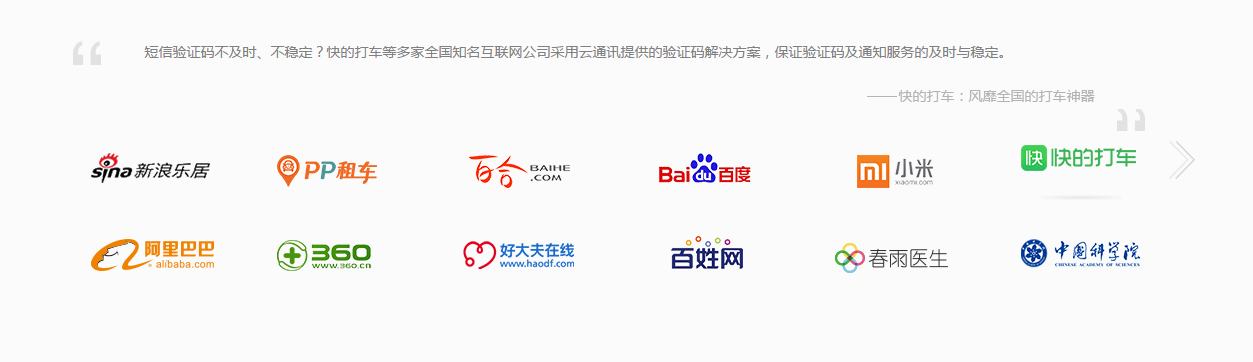 短信验证码不及时、不稳定？快的打车等多家全国知名互联网公司采用云通讯提供的验证码解决方案，保证验证码及通知服务的及时与稳定。
——快的打车：风靡全国的打车神器
sina 新浪乐居
PP租车
百合 BAIHE
.COM
Bai du 百度
mi 小米
xiaomi.com
快 快的打车
阿里巴巴
alibaba.com
360
www.360.cn
好大夫在线
www.haodf.com
百姓网
春雨医生
中国科学院
CHINESE ACADEMY OF SCIENCES